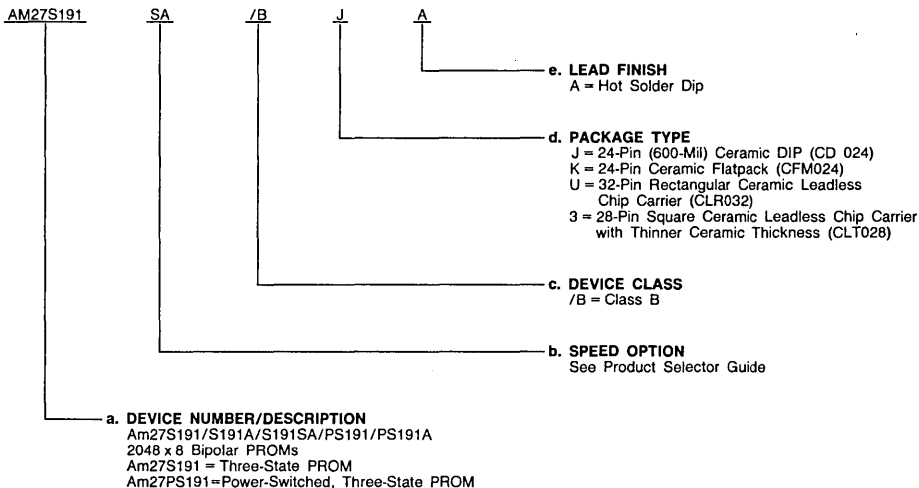 AM27S191 SA /B J A
e. LEAD FINISH
A = Hot Solder Dip
d. PACKAGE TYPE
J = 24-Pin (600-Mil) Ceramic DIP (CD 024)
K = 24-Pin Ceramic Flatpack (CFM024)
U = 32-Pin Rectangular Ceramic Leadless
Chip Carrier (CLR032)
3 = 28-Pin Square Ceramic Leadless Chip Carrier
with Thinner Ceramic Thickness (CLT028)
c. DEVICE CLASS
/B = Class B
b. SPEED OPTION
See Product Selector Guide
a. DEVICE NUMBER/DESCRIPTION
Am27S191/S191A/S191SA/PS191/PS191A
2048 x 8 Bipolar PROMs
Am27S191 = Three-State PROM
Am27PS191=Power-Switched, Three-State PROM